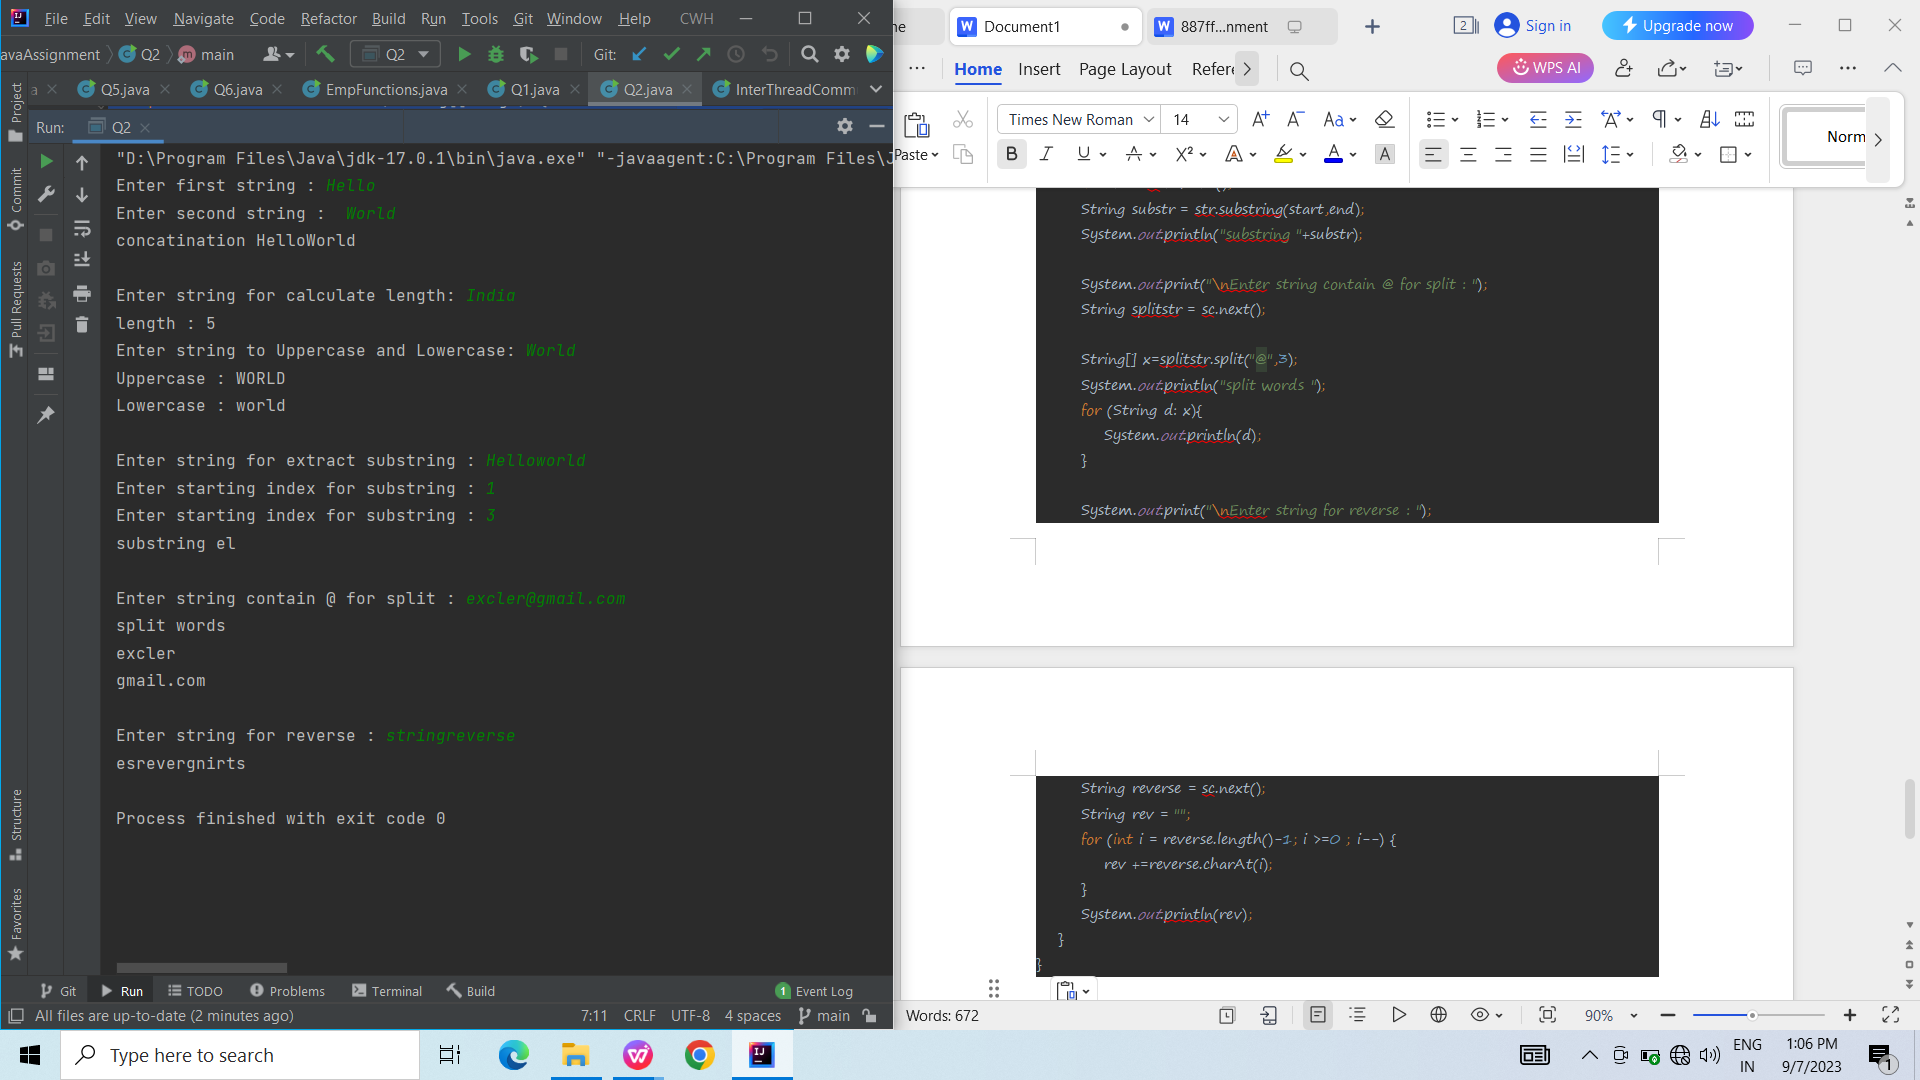 File Edit View Navigate Code Refactor Build Run Tools Git Window Help CWH
avaAssignment Q2 main Q2 Git:
Q5.java Q6.java EmpFunctions.java Q1.java Q2.java InterThreadComm
Run: Q2
"D:\Program Files\Java\jdk-17.0.1\bin\java.exe" "-javaagent:C:\Program Files\J
Enter first string : Hello
Enter second string :  World
concatination HelloWorld
Enter string for calculate length: India
length : 5
Enter string to Uppercase and Lowercase: World
Uppercase : WORLD
Lowercase : world
Enter string for extract substring : Helloworld
Enter starting index for substring : 1
Enter starting index for substring : 3
substring el
Enter string contain @ for split : excler@gmail.com
split words
excler
gmail.com
Enter string for reverse : stringreverse
esrevergnirts
Process finished with exit code 0
Project
Commit
Pull Requests
Structure
Favorites
Git Run TODO Problems Terminal Build 1 Event Log
All files are up-to-date (2 minutes ago) 7:11 CRLF UTF-8 4 spaces main
ne Document1 887ff...nment 2 Sign in Upgrade now
Home Insert Page Layout Refere WPS AI
Paste Times New Roman 14 Norm
String substr = str.substring(start,end);
System.out.println("substring "+substr);
System.out.print("\nEnter string contain @ for split : ");
String splitstr = sc.next();
String[] x=splitstr.split("@",3);
System.out.println("split words ");
for (String d: x){
System.out.println(d);
}
System.out.print("\nEnter string for reverse : ");
String reverse = sc.next();
String rev = "";
for (int i = reverse.length()-1; i >=0 ; i--) {
rev +=reverse.charAt(i);
}
System.out.println(rev);
}
}
Words: 672 90%
Type here to search
ENG
IN
1:06 PM
9/7/2023
1